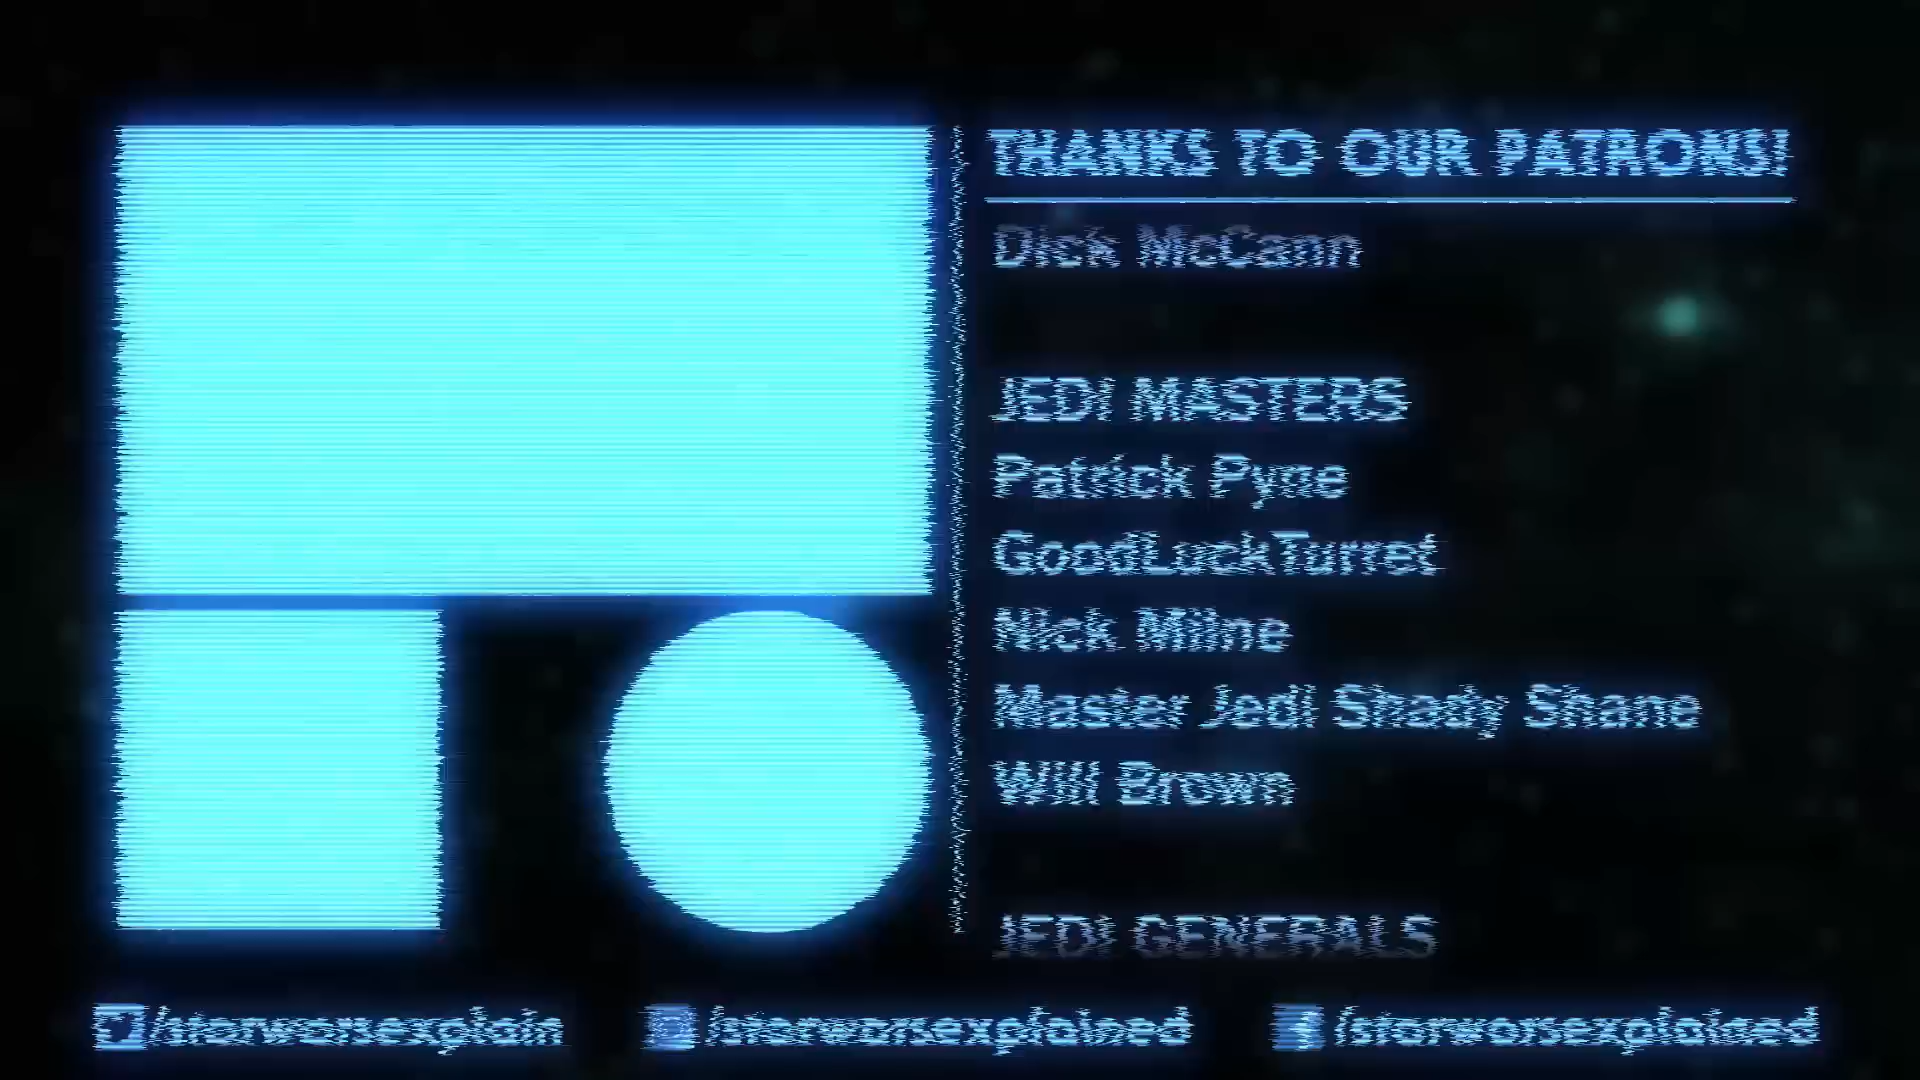 THANKS TO OUR PATRONS!
Dick McCann
JEDI MASTERS
Patrick Pyne
GoodLuckTurret
Nick Milne
Master Jedi Shady Shane
Will Brown
JEDI GENERALS
/starwarsexplain
/starwarsexplained
/starwarsexplained